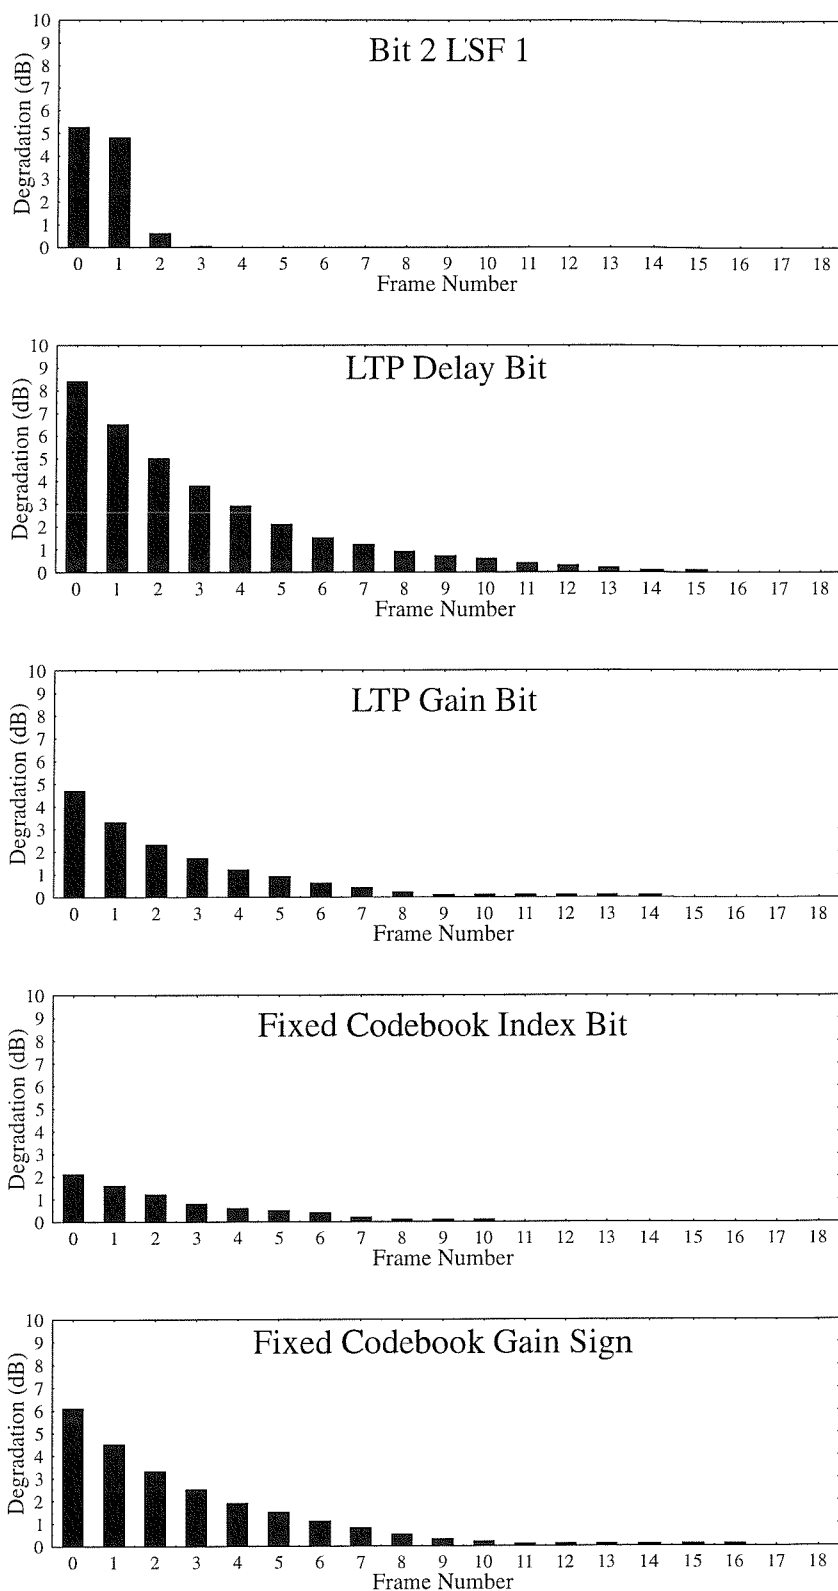 Bit 2 LSF 1
Degradation (dB)
10
9
8
7
6
5
4
3
2
1
0
0 1 2 3 4 5 6 7 8 9 10 11 12 13 14 15 16 17 18
Frame Number
LTP Delay Bit
Degradation (dB)
10
9
8
7
6
5
4
3
2
1
0
0 1 2 3 4 5 6 7 8 9 10 11 12 13 14 15 16 17 18
Frame Number
LTP Gain Bit
Degradation (dB)
10
9
8
7
6
5
4
3
2
1
0
0 1 2 3 4 5 6 7 8 9 10 11 12 13 14 15 16 17 18
Frame Number
Fixed Codebook Index Bit
Degradation (dB)
10
9
8
7
6
5
4
3
2
1
0
0 1 2 3 4 5 6 7 8 9 10 11 12 13 14 15 16 17 18
Frame Number
Fixed Codebook Gain Sign
Degradation (dB)
10
9
8
7
6
5
4
3
2
1
0
0 1 2 3 4 5 6 7 8 9 10 11 12 13 14 15 16 17 18
Frame Number